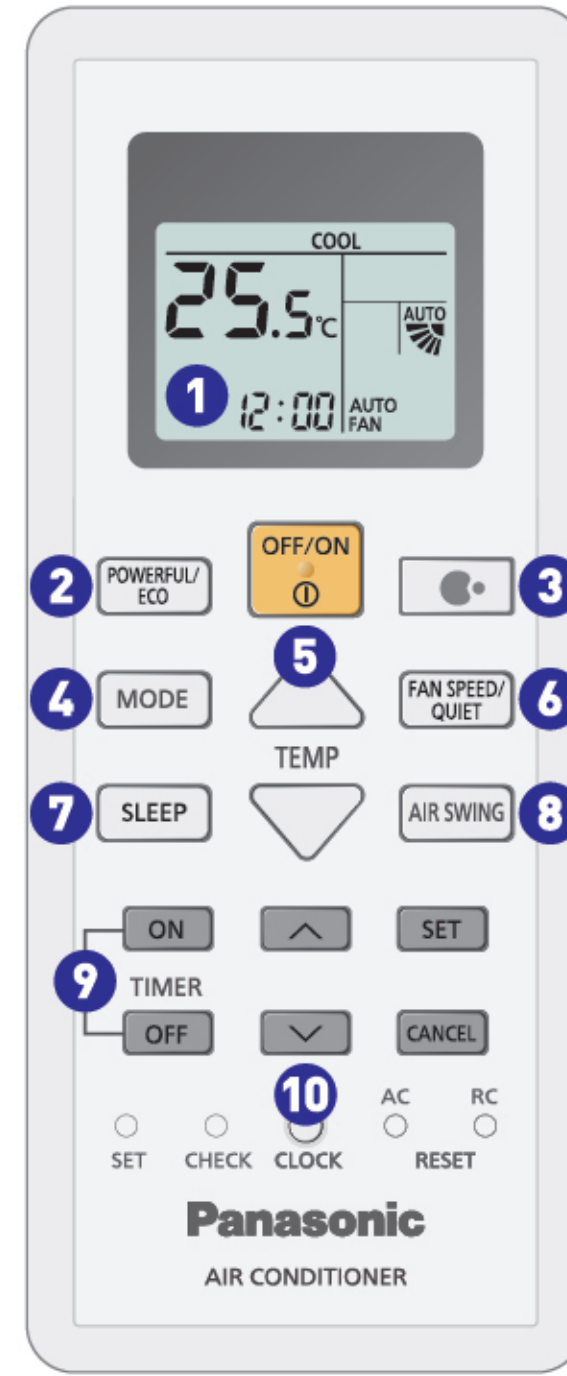 COOL
25.5°C
AUTO
1
12:00
AUTO
FAN
OFF/ON
2
POWERFUL/
ECO
3
5
4
MODE
FAN SPEED/
QUIET
6
TEMP
7
SLEEP
AIR SWING
8
ON
SET
9
TIMER
OFF
CANCEL
10
AC
RC
SET
CHECK
CLOCK
RESET
Panasonic
AIR CONDITIONER